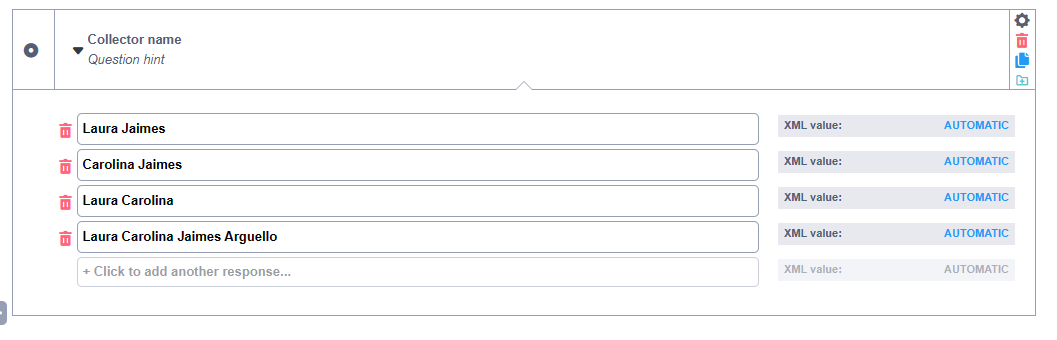 Collector name
Question hint
Laura Jaimes
XML value: AUTOMATIC
Carolina Jaimes
XML value: AUTOMATIC
Laura Carolina
XML value: AUTOMATIC
Laura Carolina Jaimes Arguello
XML value: AUTOMATIC
+ Click to add another response...
XML value: AUTOMATIC